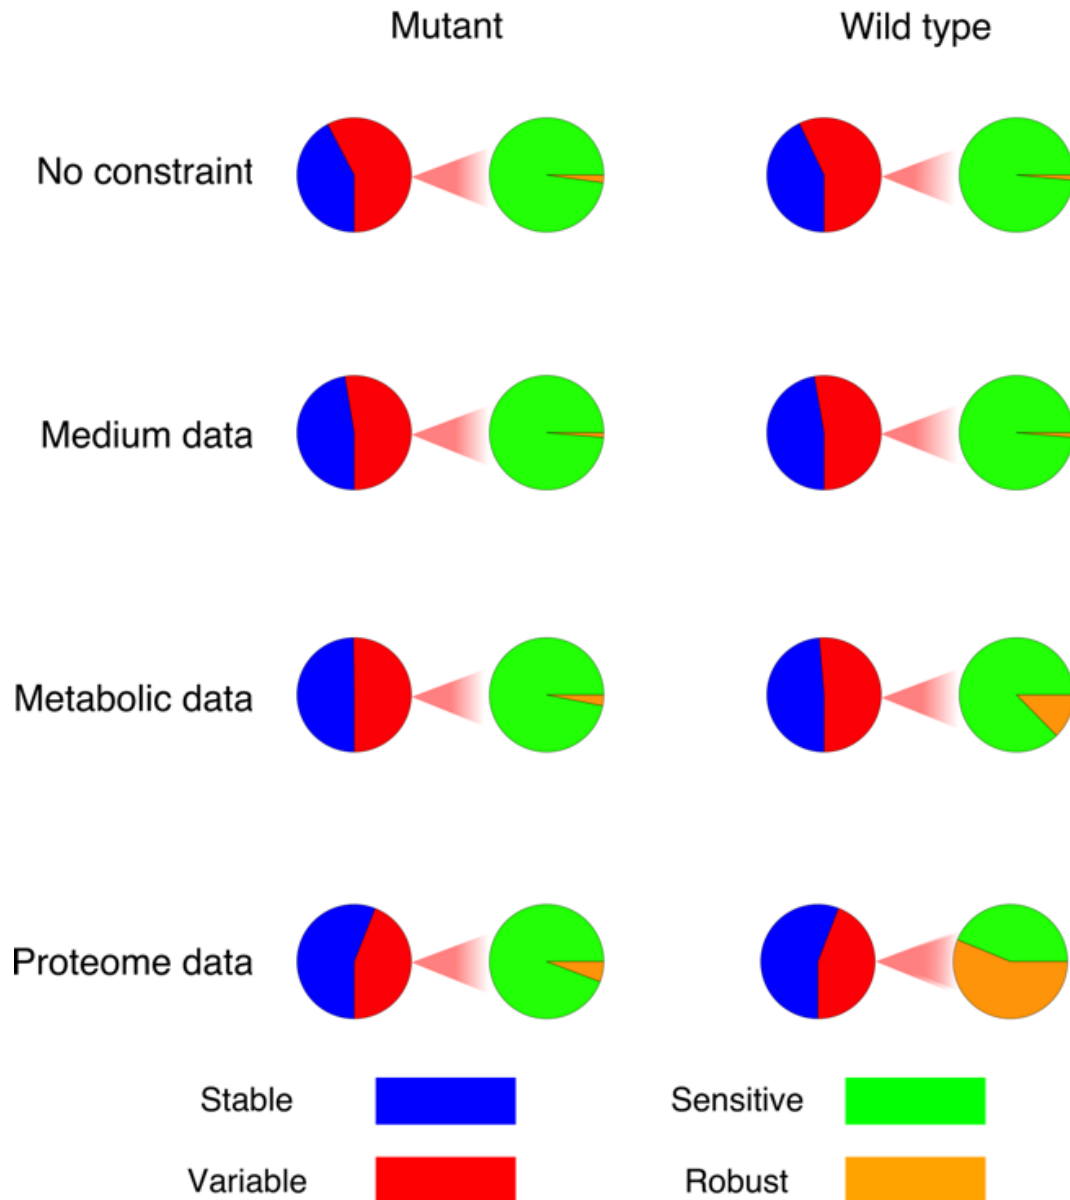 Mutant Wild type
No constraint
Medium data
Metabolic data
Proteome data
Stable Sensitive
Variable Robust